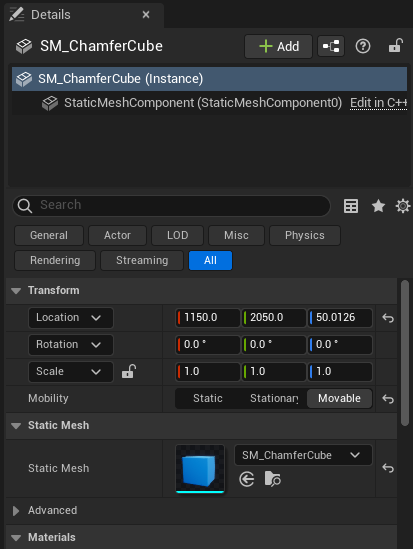 Details
SM_ChamferCube
Add
SM_ChamferCube (Instance)
StaticMeshComponent (StaticMeshComponent0) Edit in C++
Search
General Actor LOD Misc Physics
Rendering Streaming All
Transform
Location 1150.0 2050.0 50.0126
Rotation 0.0 ° 0.0 ° 0.0 °
Scale 1.0 1.0 1.0
Mobility Static Stationary Movable
Static Mesh
Static Mesh SM_ChamferCube
Advanced
Materials